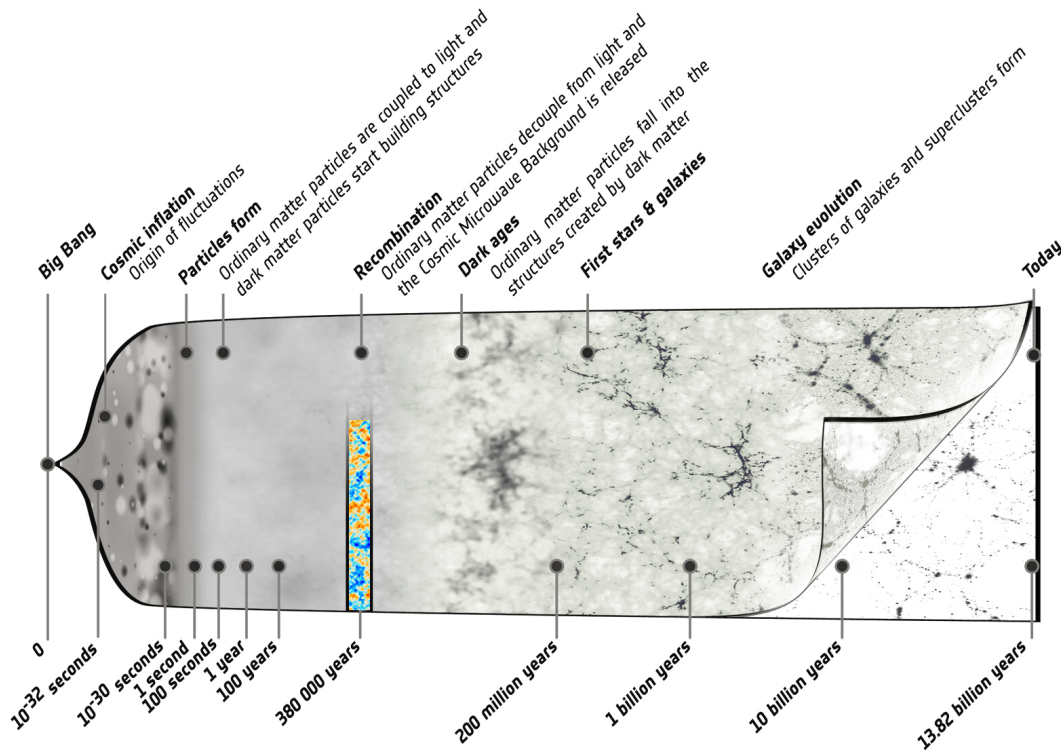 Big Bang
Cosmic inflation
Origin of fluctuations
Particles form
Ordinary matter particles are coupled to light and
dark matter particles start building structures
Recombination
Ordinary matter particles decouple from light and
the Cosmic Microwave Background is released
Dark ages
Ordinary matter particles fall into the
structures created by dark matter
First stars & galaxies
Galaxy evolution
Clusters of galaxies and superclusters form
Today
0
10-32 seconds
10-30 seconds
1 second
100 seconds
1 year
100 years
380 000 years
200 million years
1 billion years
10 billion years
13.82 billion years